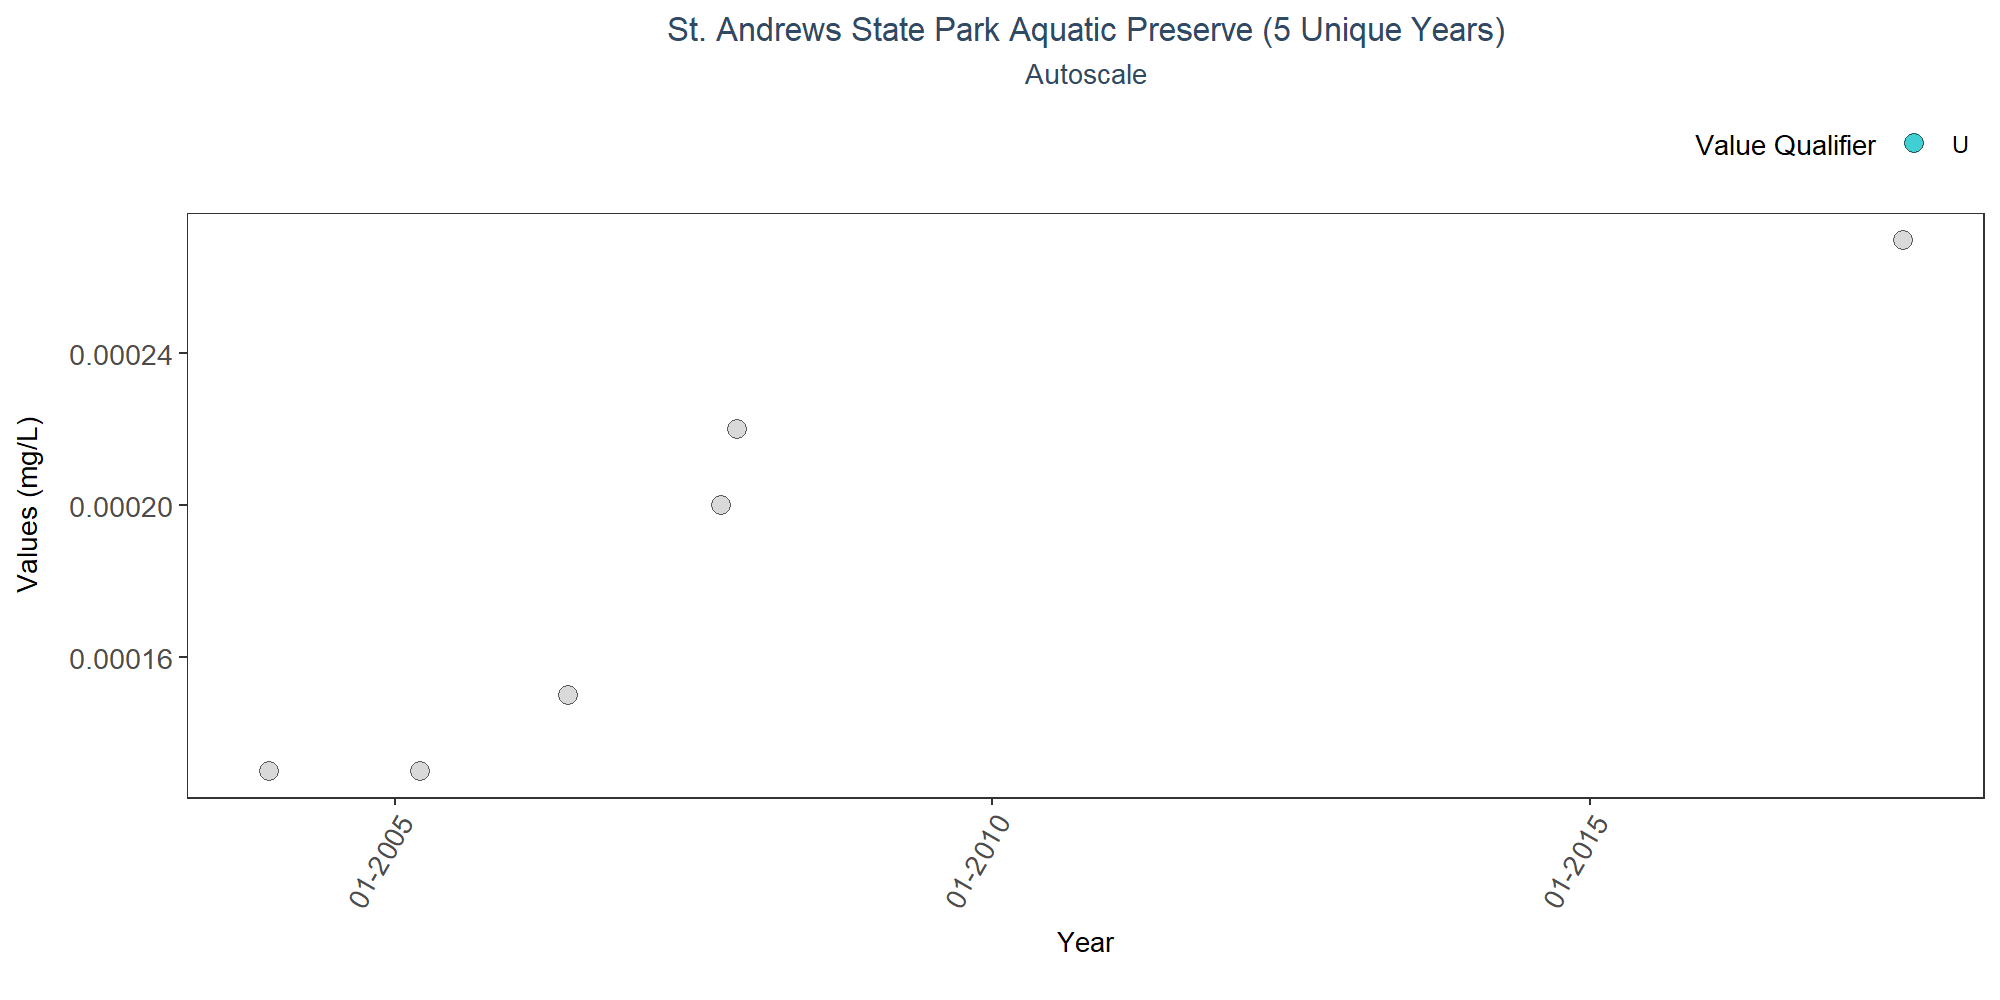 St. Andrews State Park Aquatic Preserve (5 Unique Years)
Autoscale
Value Qualifier U
0.00024
0.00020
0.00016
Values (mg/L)
01-2005
01-2010
01-2015
Year